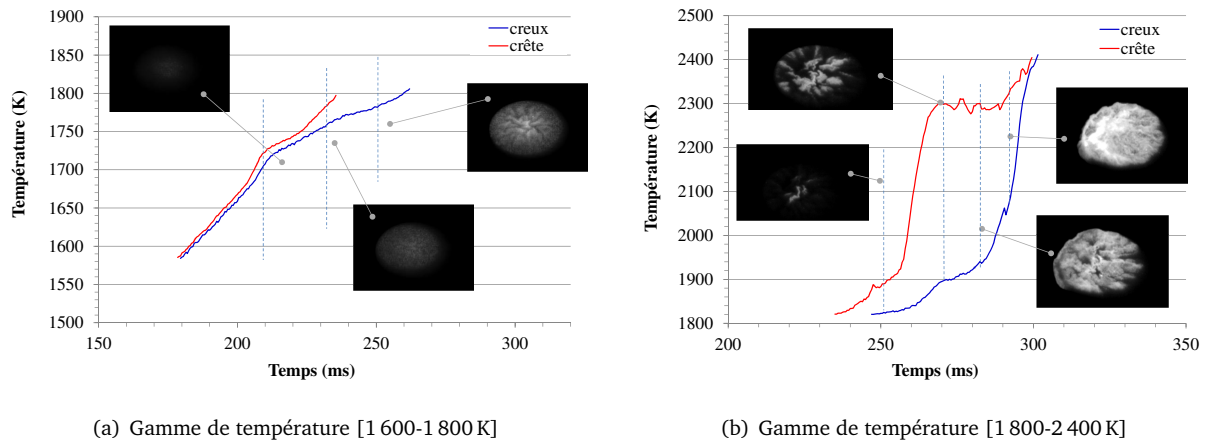 1900
1850
1800
1750
1700
1650
1600
1550
1500
Température (K)
150
200
250
300
Temps (ms)
creux
crête
(a) Gamme de température [1 600-1 800 K]
2500
2400
2300
2200
2100
2000
1900
1800
Température (K)
200
250
300
350
Temps (ms)
creux
crête
(b) Gamme de température [1 800-2 400 K]